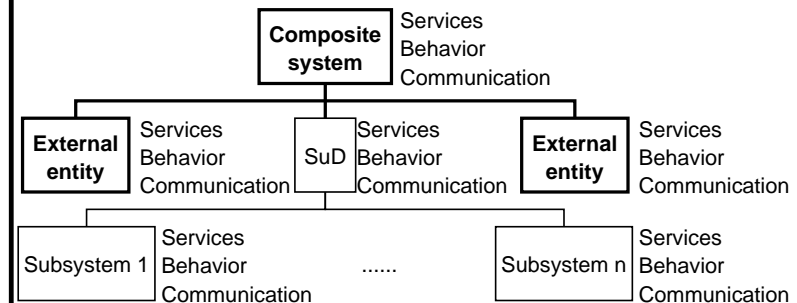 Composite
system
Services
Behavior
Communication
External
entity
Services
Behavior
Communication
SuD
Services
Behavior
Communication
External
entity
Services
Behavior
Communication
Subsystem 1
Services
Behavior
Communication
......
Subsystem n
Services
Behavior
Communication